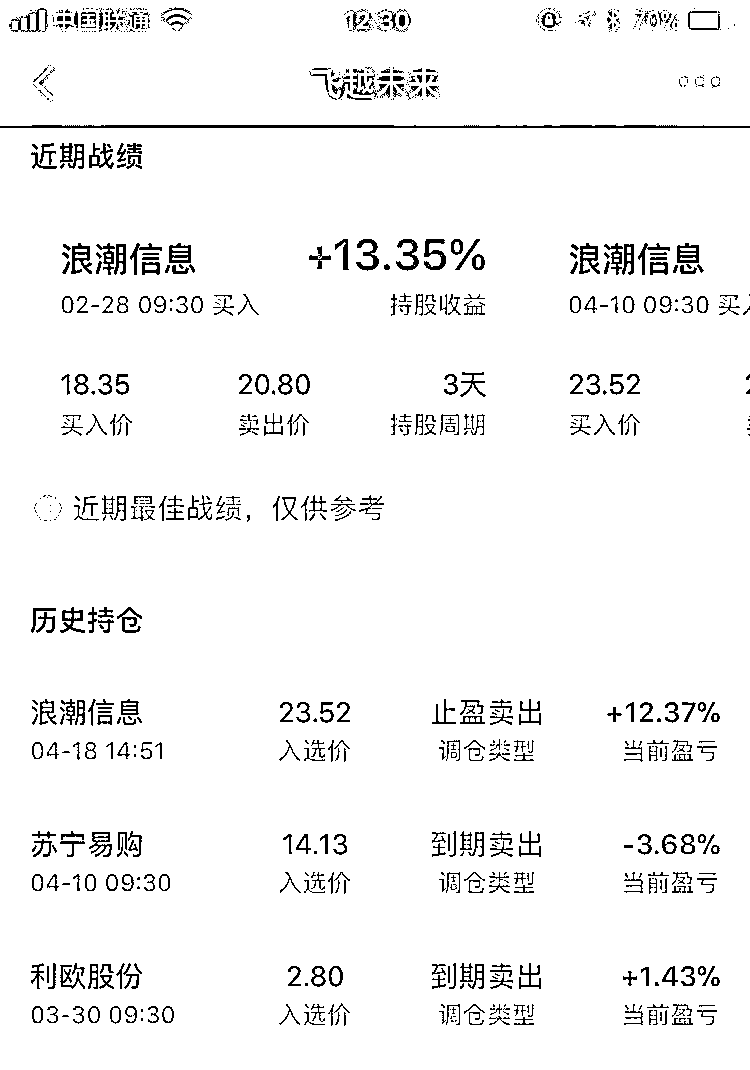 中国联通 12:30 70%
飞越未来
近期战绩
浪潮信息 +13.35% 浪潮信息
02-28 09:30 买入 持股收益 04-10 09:30 买
18.35 20.80 3天 23.52
买入价 卖出价 持股周期 买入价
近期最佳战绩，仅供参考
历史持仓
浪潮信息 23.52 止盈卖出 +12.37%
04-18 14:51 入选价 调仓类型 当前盈亏
苏宁易购 14.13 到期卖出 -3.68%
04-10 09:30 入选价 调仓类型 当前盈亏
利欧股份 2.80 到期卖出 +1.43%
03-30 09:30 入选价 调仓类型 当前盈亏